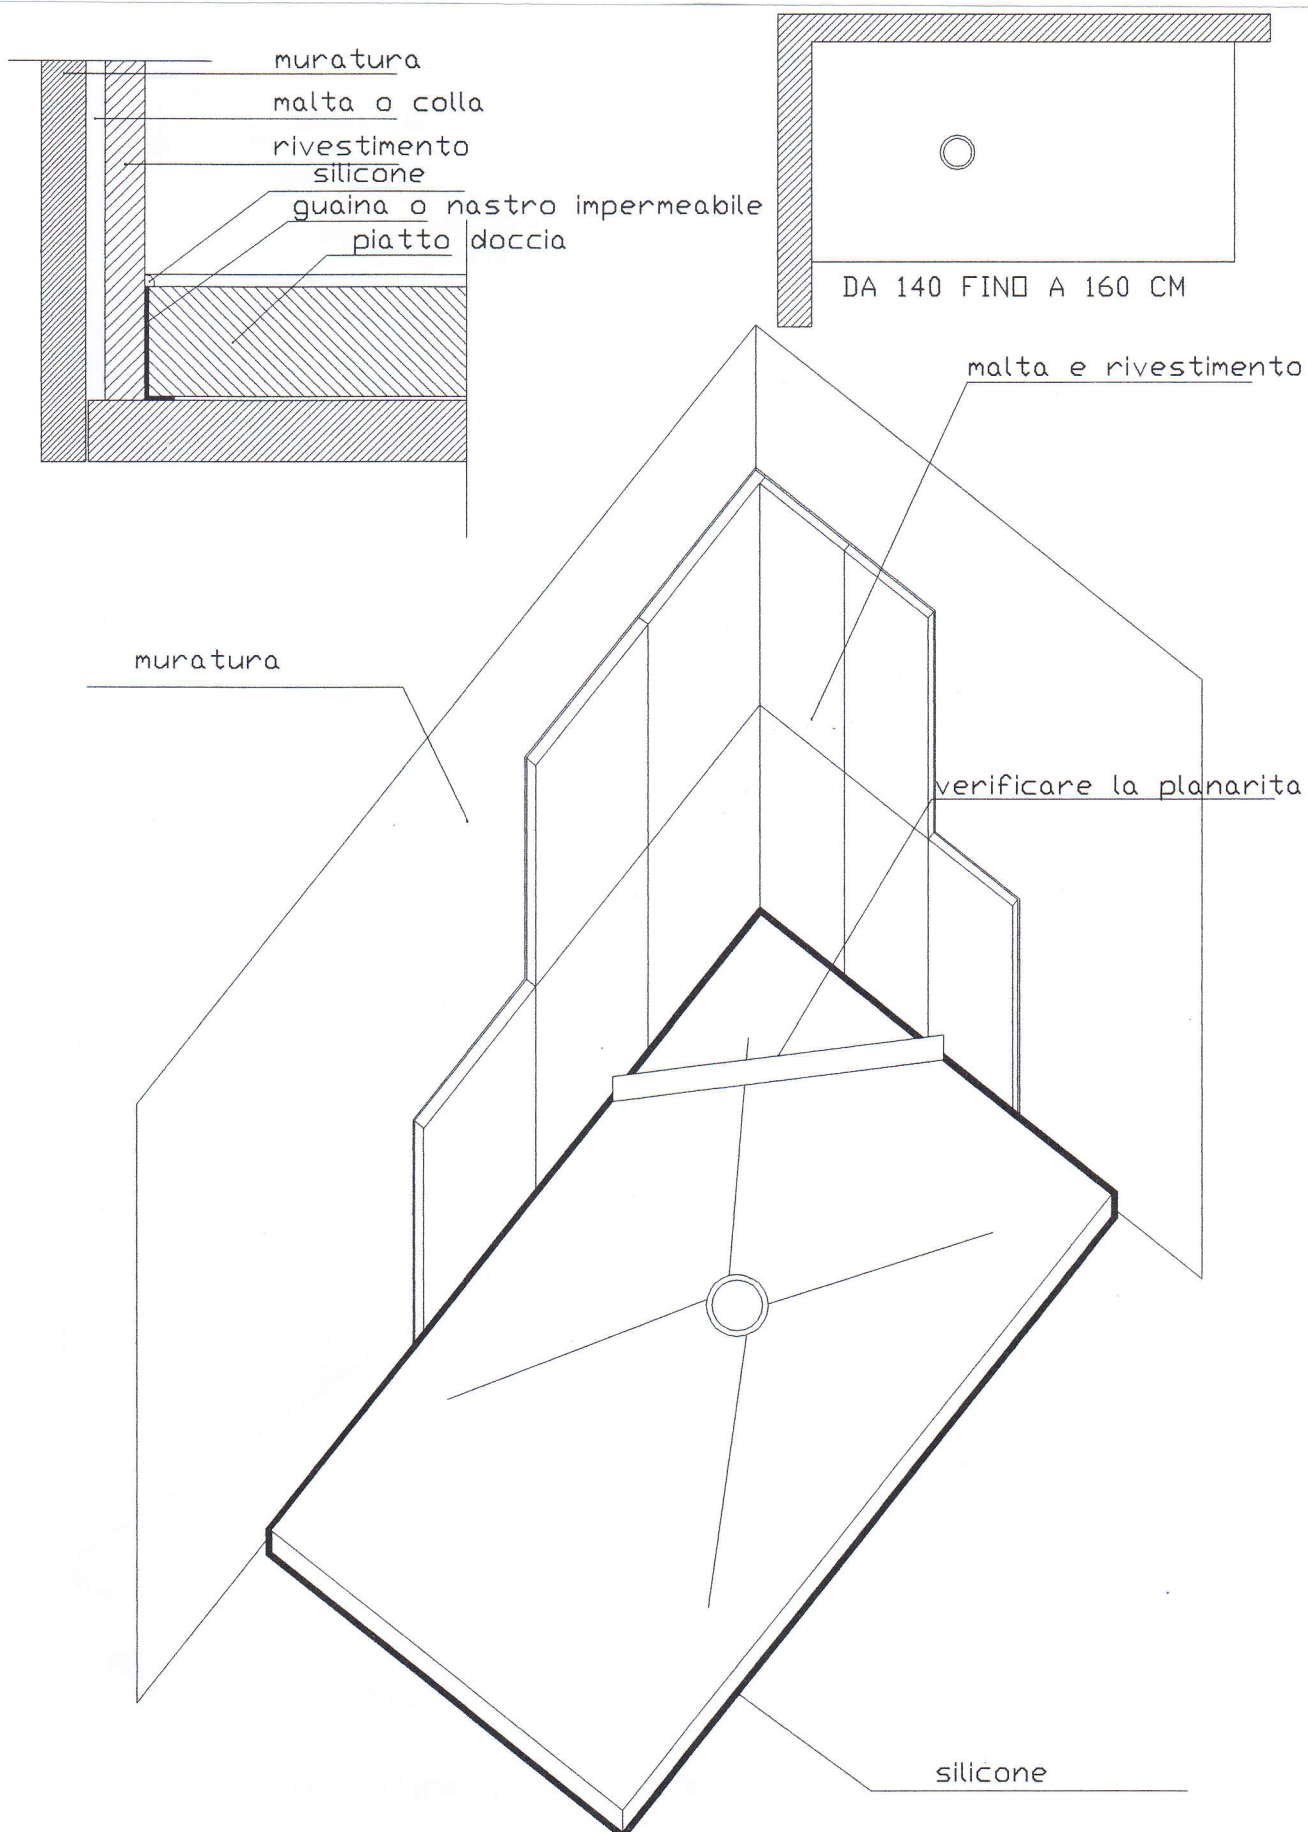 muratura
malta o colla
rivestimento
silicone
guaina o nastro impermeabile
piatto doccia
DA 140 FINO A 160 CM
malta e rivestimento
muratura
verificare la planarita
silicone